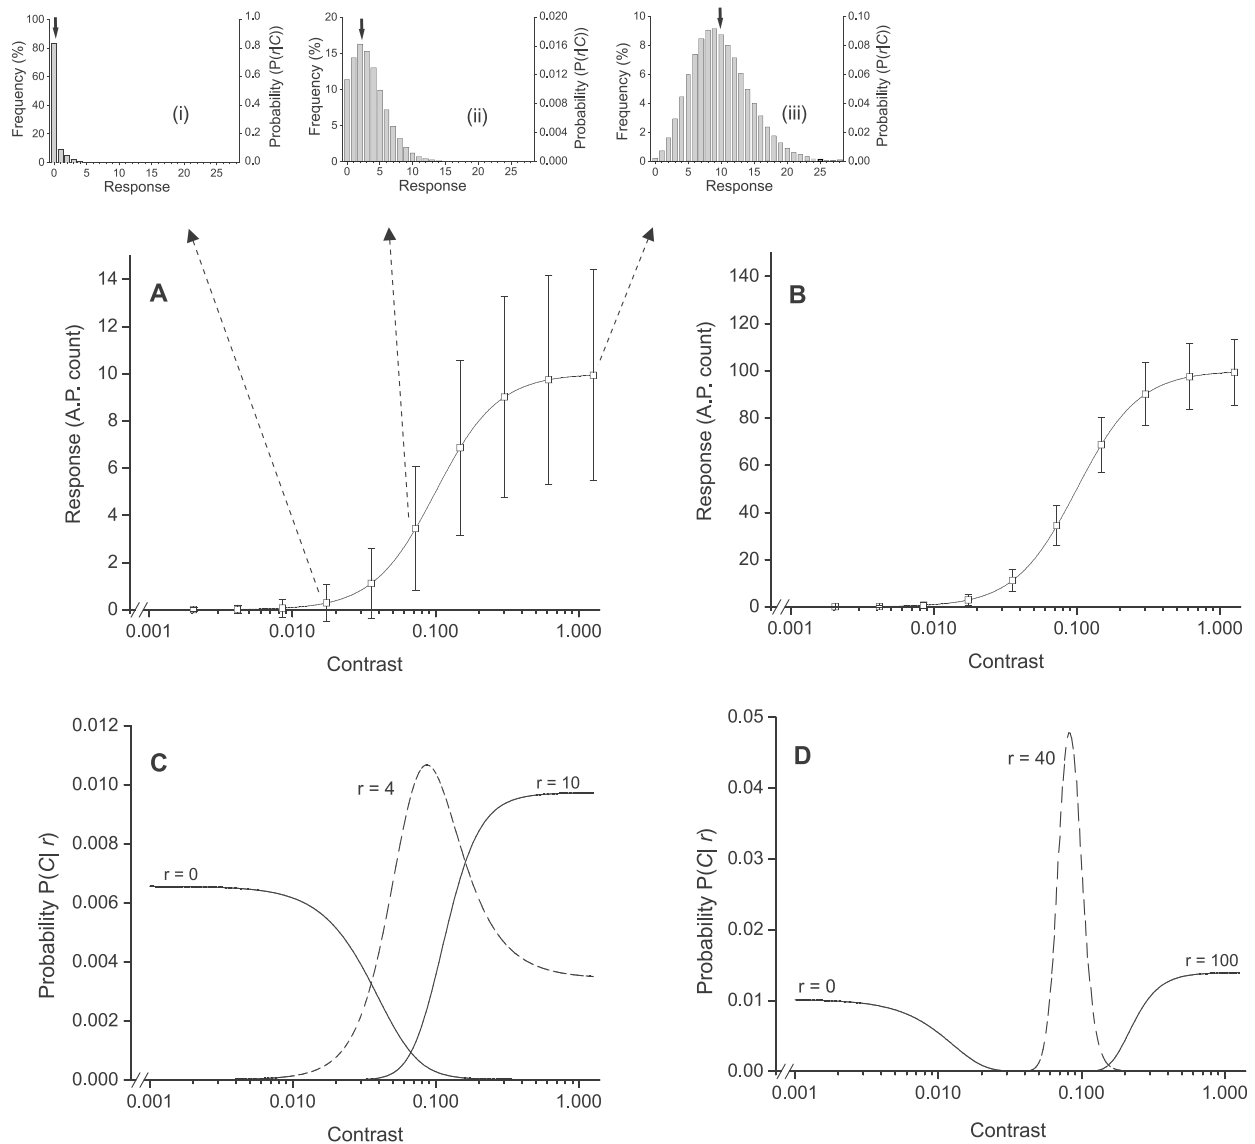 100
80
60
40
20
0
Frequency (%)
1.0
0.8
0.6
0.4
0.2
0.0
Probability (P(r|C))
(i)
0 5 10 15 20 25
Response
20
15
10
5
0
Frequency (%)
0.020
0.016
0.012
0.008
0.004
0.000
Probability (P(r|C))
(ii)
0 5 10 15 20 25
Response
10
8
6
4
2
0
Frequency (%)
0.10
0.08
0.06
0.04
0.02
0.00
Probability (P(r|C))
(iii)
0 5 10 15 20 25
Response
A
14
12
10
8
6
4
2
0
Response (A.P. count)
0.001 0.010 0.100 1.000
Contrast
B
140
120
100
80
60
40
20
0
Response (A.P. count)
0.001 0.010 0.100 1.000
Contrast
C
0.012
0.010
0.008
0.006
0.004
0.002
0.000
Probability P(C| r)
r = 0
r = 4
r = 10
0.001 0.010 0.100 1.000
Contrast
D
0.05
0.04
0.03
0.02
0.01
0.00
Probability P(C| r)
r = 0
r = 40
r = 100
0.001 0.010 0.100 1.000
Contrast